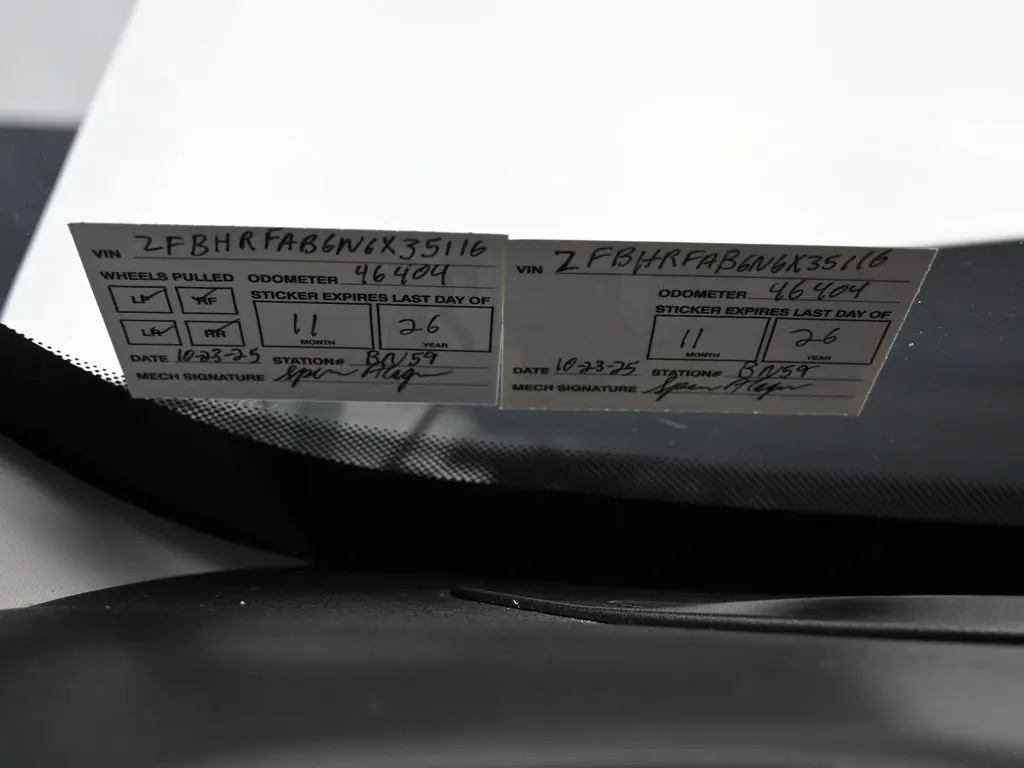 VIN ZFBHRFAB6N6X35116
WHEELS PULLED ODOMETER 46404
LF RF STICKER EXPIRES LAST DAY OF
LR RR 11 MONTH 26 YEAR
DATE 10-23-25 STATION# BN59
MECH SIGNATURE
VIN ZFBHRFAB6N6X35116
ODOMETER 46404
STICKER EXPIRES LAST DAY OF
11 MONTH 26 YEAR
DATE 10-23-25 STATION# BN59
MECH SIGNATURE